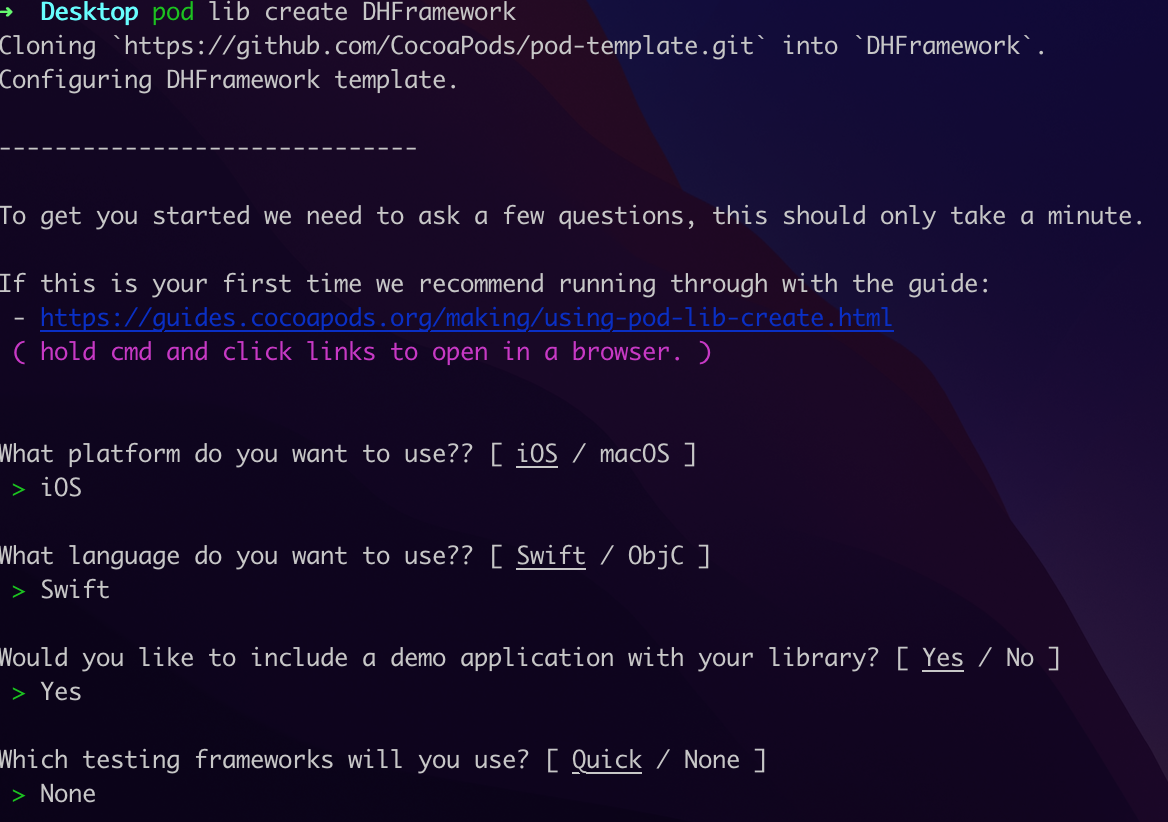 → Desktop pod lib create DHFramework
Cloning `https://github.com/CocoaPods/pod-template.git` into `DHFramework`.
Configuring DHFramework template.
------------------------------
To get you started we need to ask a few questions, this should only take a minute.
If this is your first time we recommend running through with the guide:
- https://guides.cocoapods.org/making/using-pod-lib-create.html
( hold cmd and click links to open in a browser. )
What platform do you want to use?? [ iOS / macOS ]
> iOS
What language do you want to use?? [ Swift / ObjC ]
> Swift
Would you like to include a demo application with your library? [ Yes / No ]
> Yes
Which testing frameworks will you use? [ Quick / None ]
> None